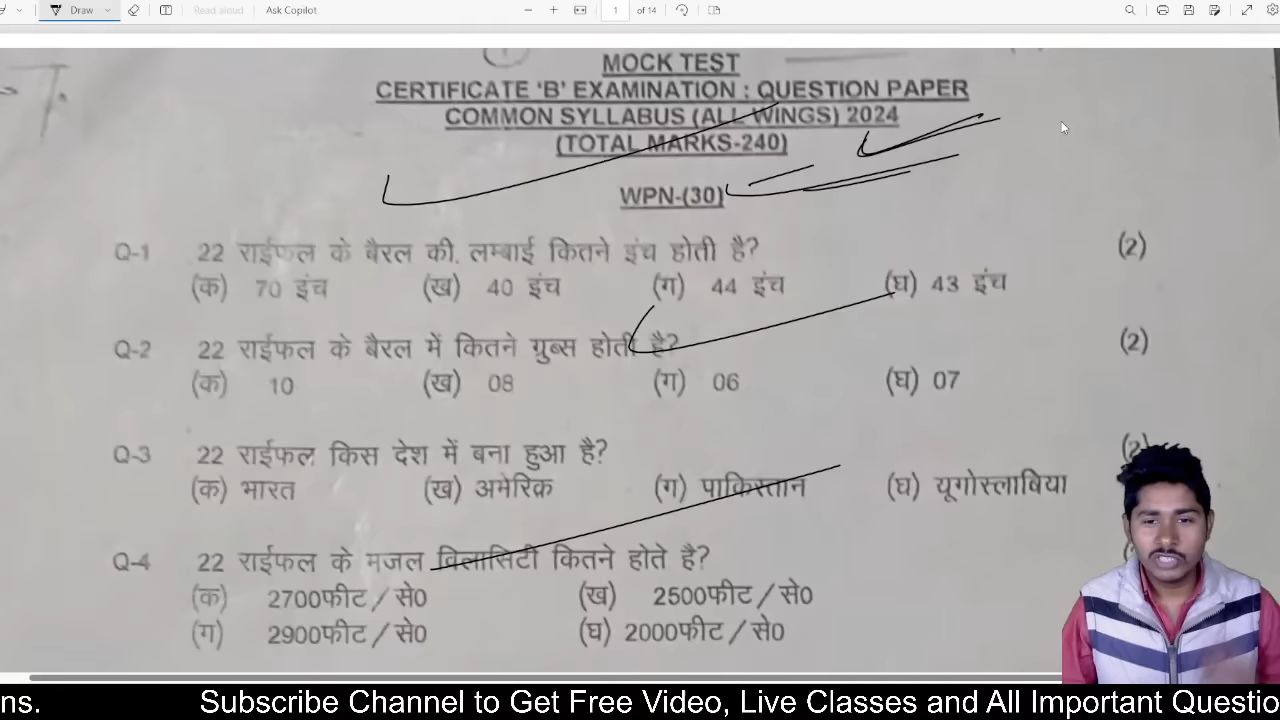 Draw
Read aloud
Ask Copilot
1 of 14
MOCK TEST
CERTIFICATE 'B' EXAMINATION : QUESTION PAPER
COMMON SYLLABUS (ALL WINGS) 2024
(TOTAL MARKS-240)
WPN-(30)
Q-1 22 राईफल के बैरल की. लम्बाई कितने इंच होती है? (2)
(क) 70 इंच (ख) 40 इंच (ग) 44 इंच (घ) 43 इंच
Q-2 22 राईफल के बैरल में कितने ग्रुब्स होती है? (2)
(क) 10 (ख) 08 (ग) 06 (घ) 07
Q-3 22 राईफल किस देश में बना हुआ है? (2)
(क) भारत (ख) अमेरिक्र (ग) पाकिस्तान (घ) यूगोस्लाबिया
Q-4 22 राईफल के मजल विलासिटी कितने होते है?
(क) 2700फीट/से0 (ख) 2500फीट/से0
(ग) 2900फीट/से0 (घ) 2000फीट/से0
ns. Subscribe Channel to Get Free Video, Live Classes and All Important Questio